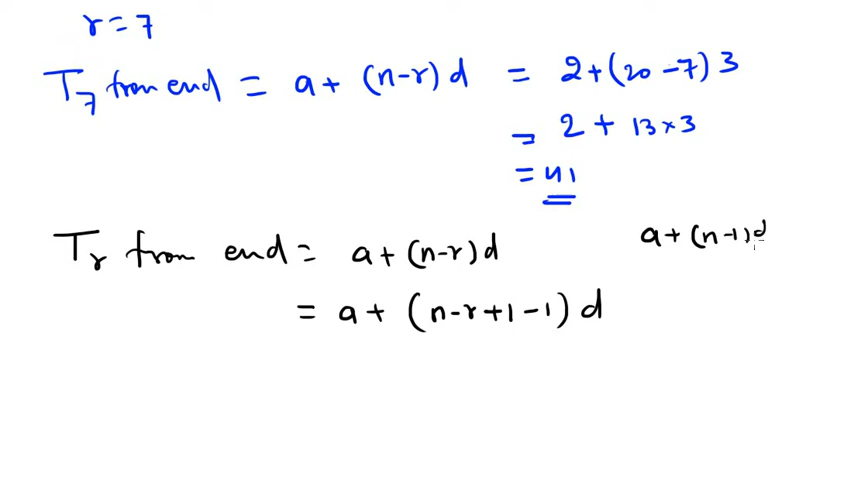 r = 7
T₇ from end = a + (n-r) d = 2 + (20 - 7) 3
= 2 + 13 × 3
= 41
Tᵣ from end = a + (n-r) d
a + (n-1) d
= a + (n-r+1-1) d